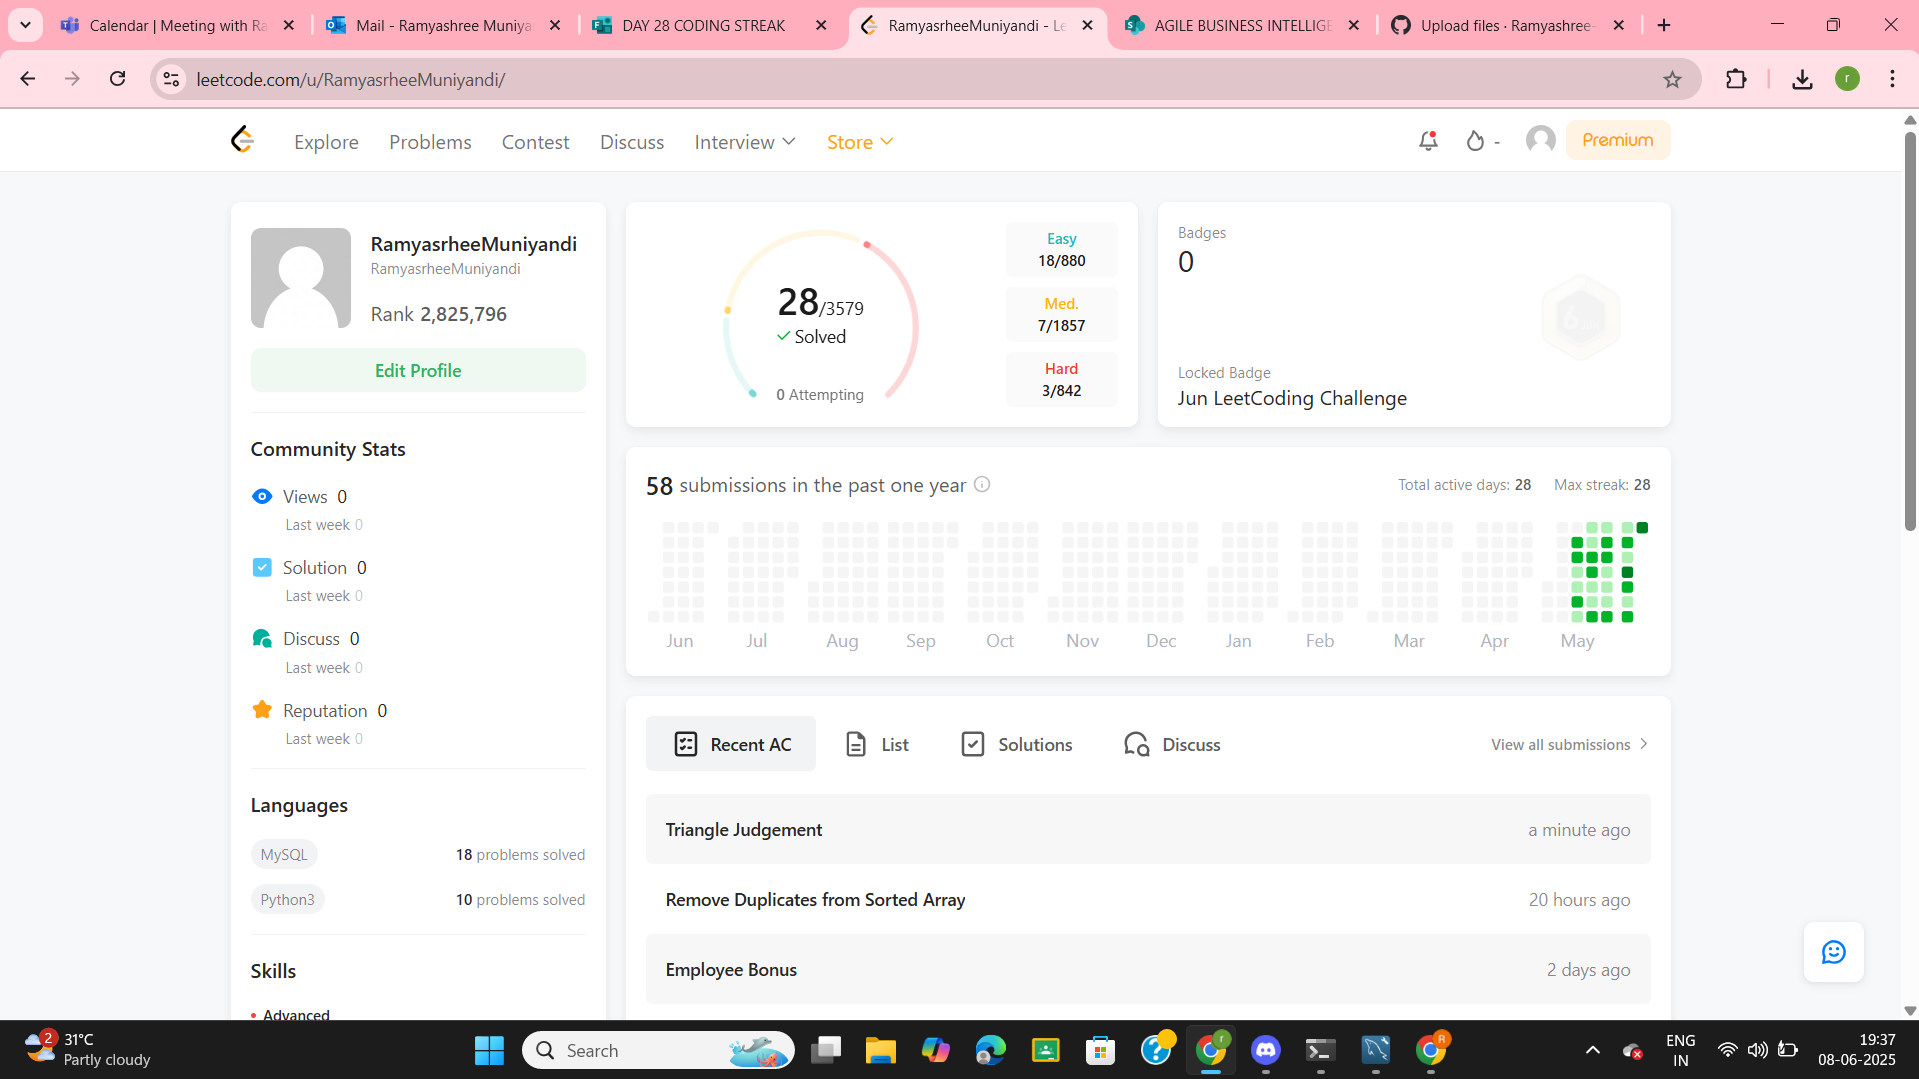 Calendar | Meeting with Ra
Mail - Ramyashree Muniya
DAY 28 CODING STREAK
RamyasrheeMuniyandi - Le
AGILE BUSINESS INTELLIGE
Upload files · Ramyashree-
leetcode.com/u/RamyasrheeMuniyandi/
r
Explore
Problems
Contest
Discuss
Interview
Store
-
Premium
RamyasrheeMuniyandi
RamyasrheeMuniyandi
Rank 2,825,796
Edit Profile
Community Stats
Views 0
Last week 0
Solution 0
Last week 0
Discuss 0
Last week 0
Reputation 0
Last week 0
Languages
MySQL
18 problems solved
Python3
10 problems solved
Skills
Advanced
28/3579
Solved
0 Attempting
Easy
18/880
Med.
7/1857
Hard
3/842
Badges
0
Locked Badge
Jun LeetCoding Challenge
58 submissions in the past one year
Total active days: 28
Max streak: 28
Jun Jul Aug Sep Oct Nov Dec Jan Feb Mar Apr May
Recent AC
List
Solutions
Discuss
View all submissions
Triangle Judgement
a minute ago
Remove Duplicates from Sorted Array
20 hours ago
Employee Bonus
2 days ago
2
31°C
Partly cloudy
Search
r
R
ENG
IN
19:37
08-06-2025